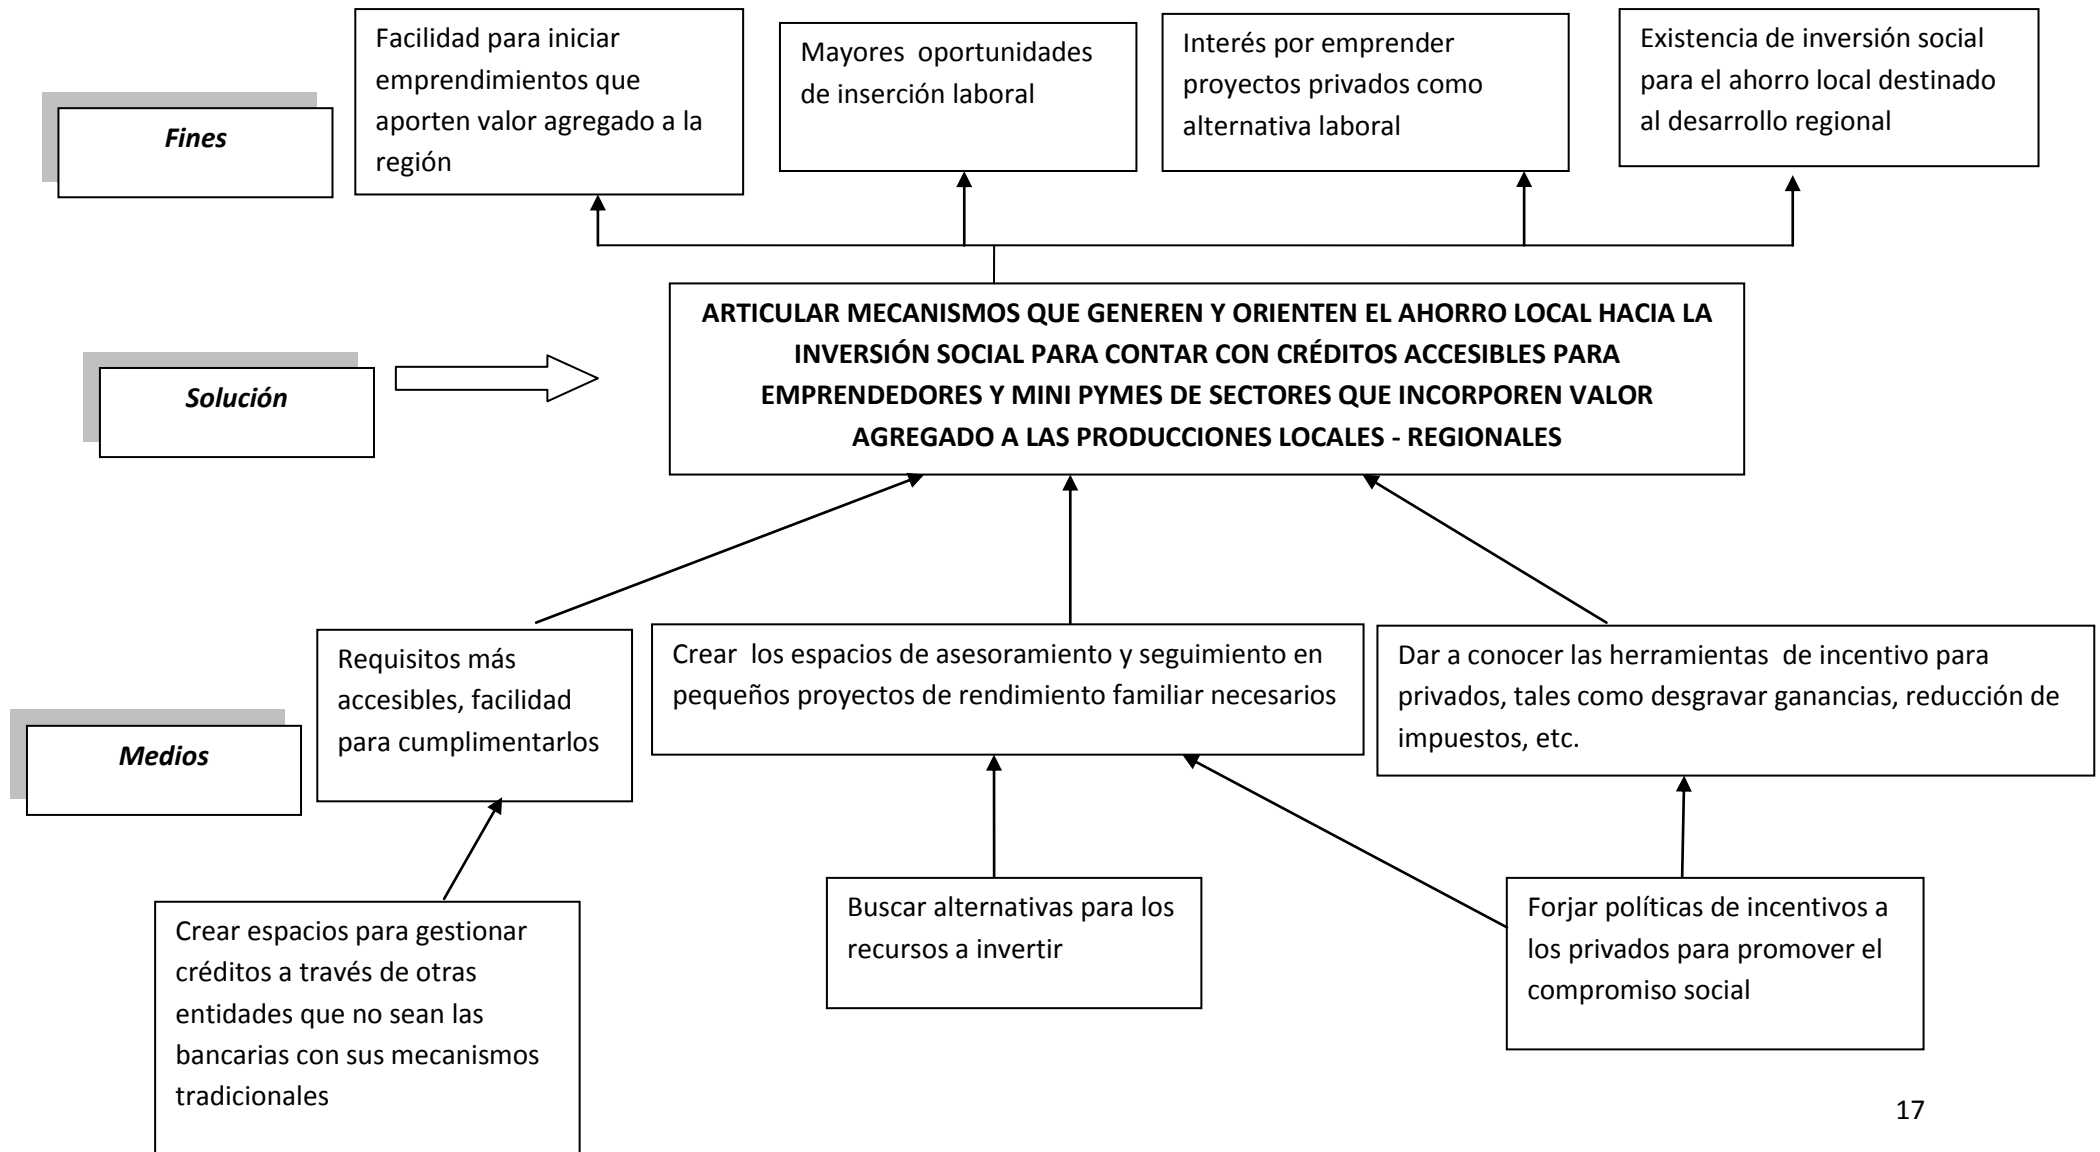 Facilidad para iniciar
emprendimientos que
aporten valor agregado a la
región
Mayores oportunidades
de inserción laboral
Interés por emprender
proyectos privados como
alternativa laboral
Existencia de inversión social
para el ahorro local destinado
al desarrollo regional
Fines
ARTICULAR MECANISMOS QUE GENEREN Y ORIENTEN EL AHORRO LOCAL HACIA LA
INVERSIÓN SOCIAL PARA CONTAR CON CRÉDITOS ACCESIBLES PARA
EMPRENDEDORES Y MINI PYMES DE SECTORES QUE INCORPOREN VALOR
AGREGADO A LAS PRODUCCIONES LOCALES - REGIONALES
Solución
Requisitos más
accesibles, facilidad
para cumplimentarlos
Crear los espacios de asesoramiento y seguimiento en
pequeños proyectos de rendimiento familiar necesarios
Dar a conocer las herramientas de incentivo para
privados, tales como desgravar ganancias, reducción de
impuestos, etc.
Medios
Crear espacios para gestionar
créditos a través de otras
entidades que no sean las
bancarias con sus mecanismos
tradicionales
Buscar alternativas para los
recursos a invertir
Forjar políticas de incentivos a
los privados para promover el
compromiso social
17